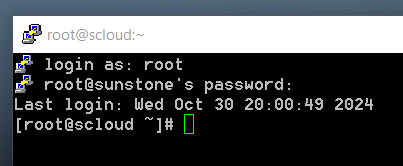 root@scloud:~
login as: root
root@sunstone's password:
Last login: Wed Oct 30 20:00:49 2024
[root@scloud ~]#